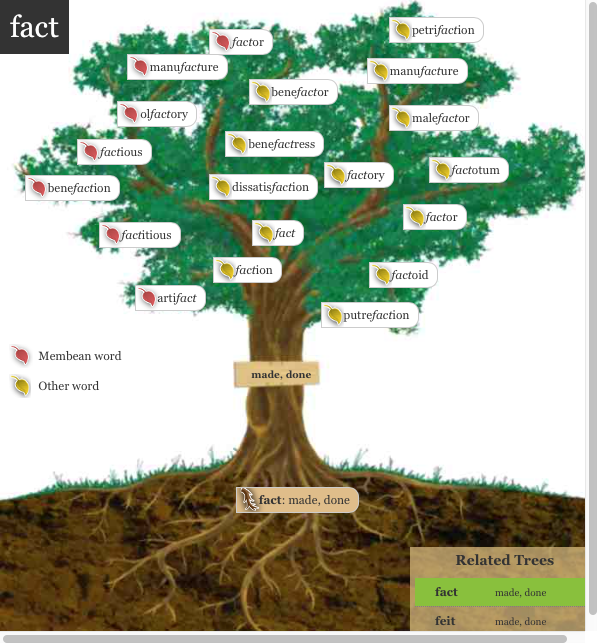 fact
factor
petrifaction
manufacture
manufacture
benefactor
olfactory
malefactor
benefactress
factious
factory
factotum
benefaction
dissatisfaction
factor
factitious
fact
faction
factoid
artifact
putrefaction
Membean word
Other word
made, done
fact: made, done
Related Trees
fact made, done
feit made, done